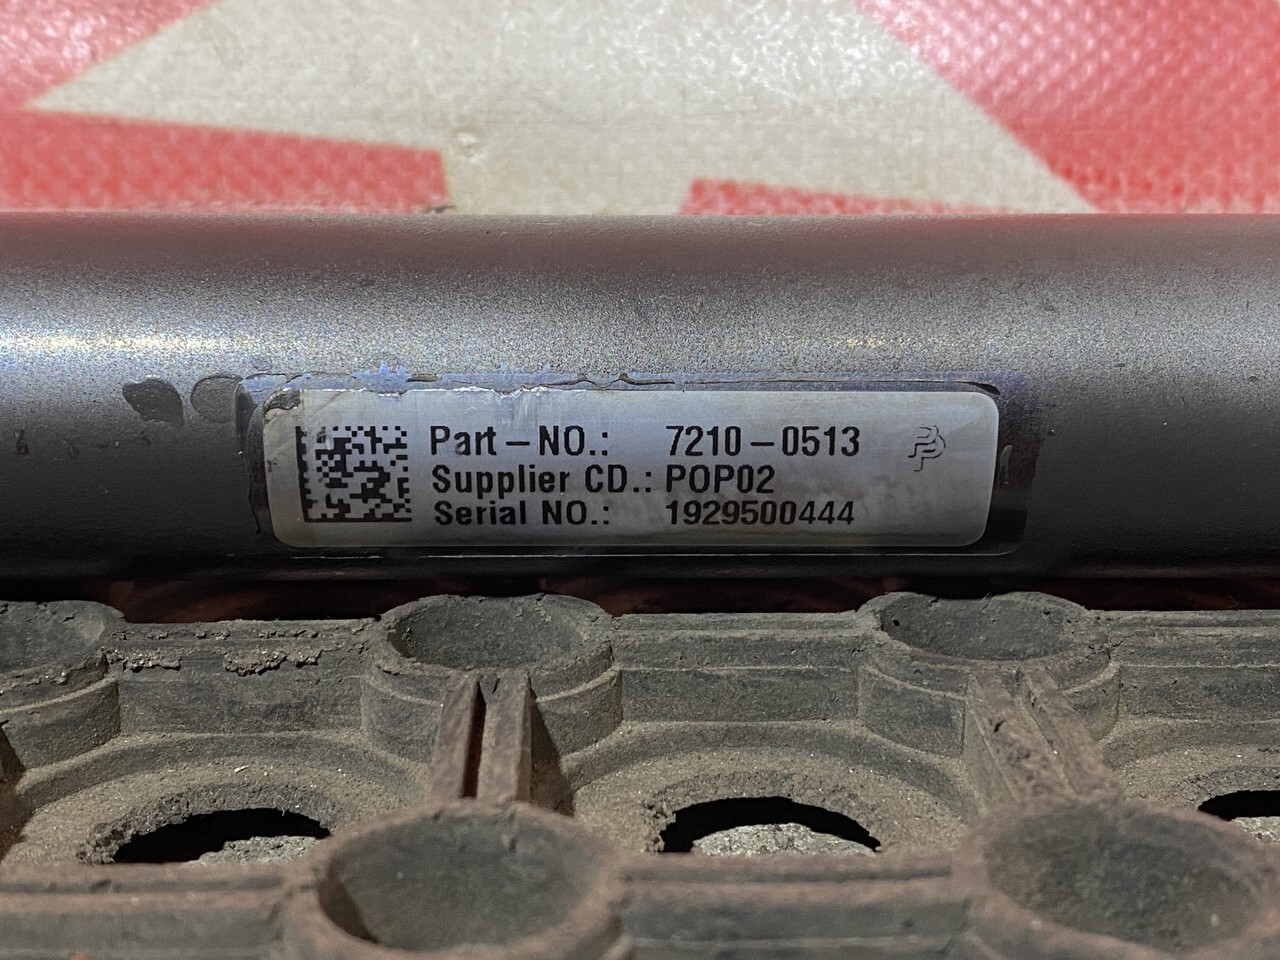 Part-NO.: 7210-0513
Supplier CD.: POP02
Serial NO.: 1929500444